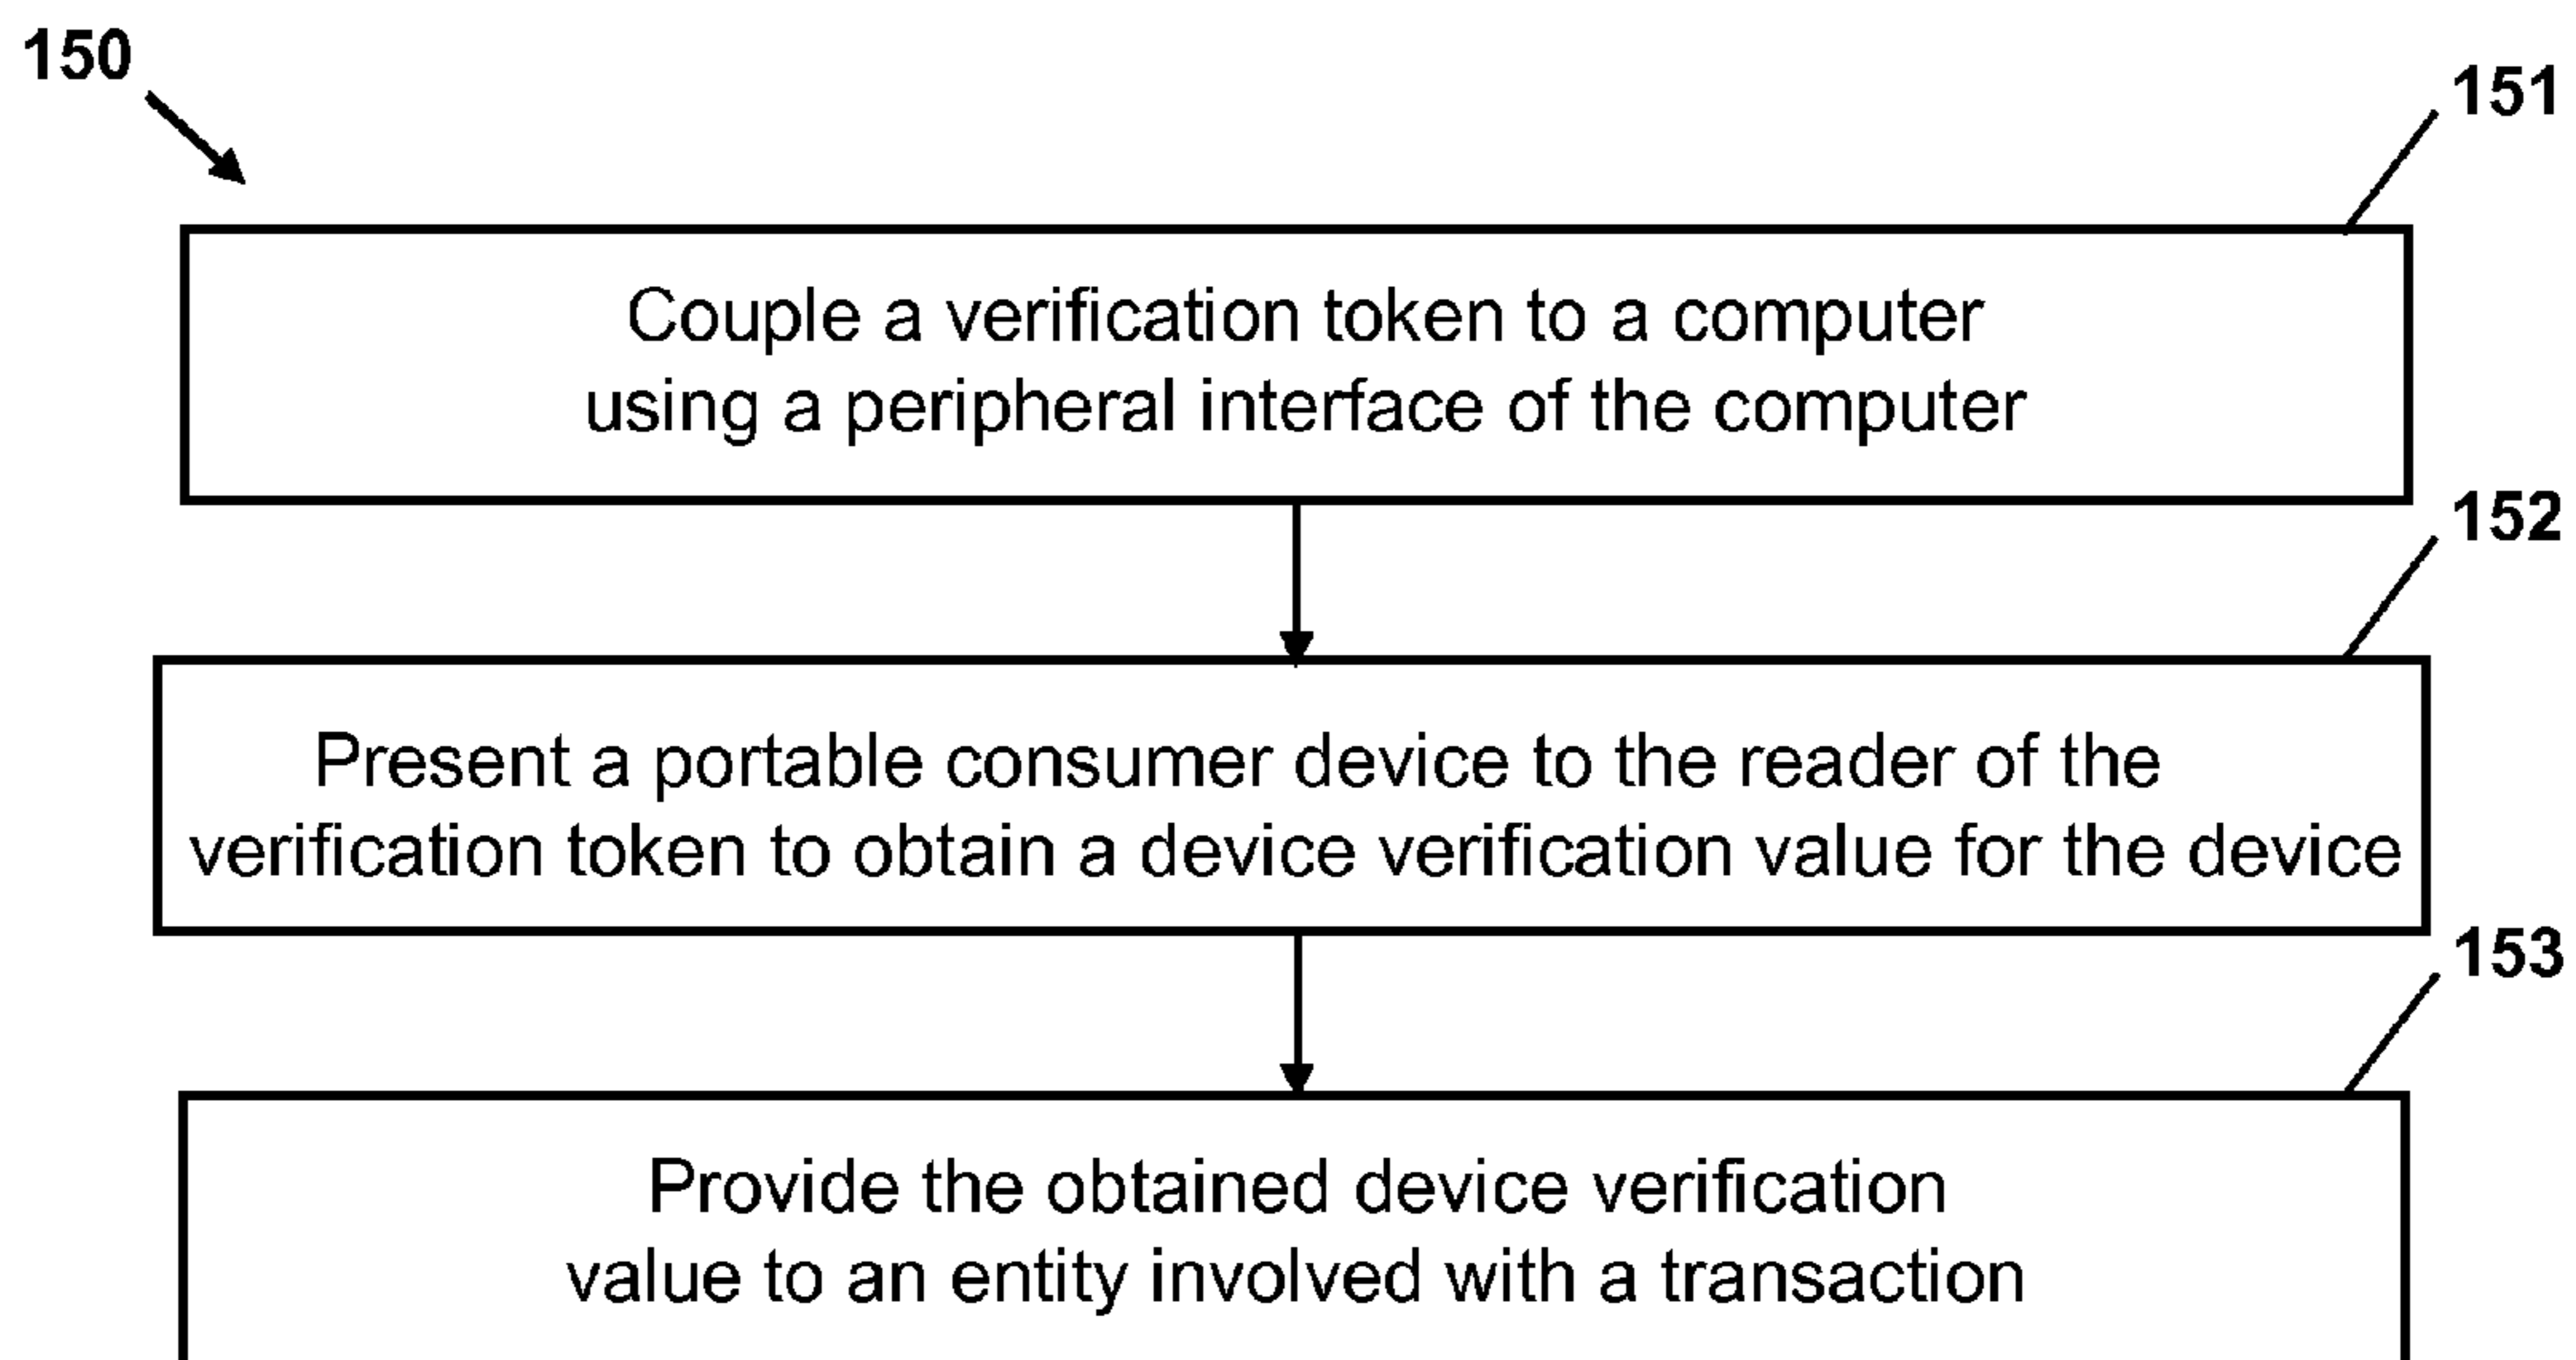 150
151
Couple a verification token to a computer
using a peripheral interface of the computer
152
Present a portable consumer device to the reader of the
verification token to obtain a device verification value for the device
153
Provide the obtained device verification
value to an entity involved with a transaction